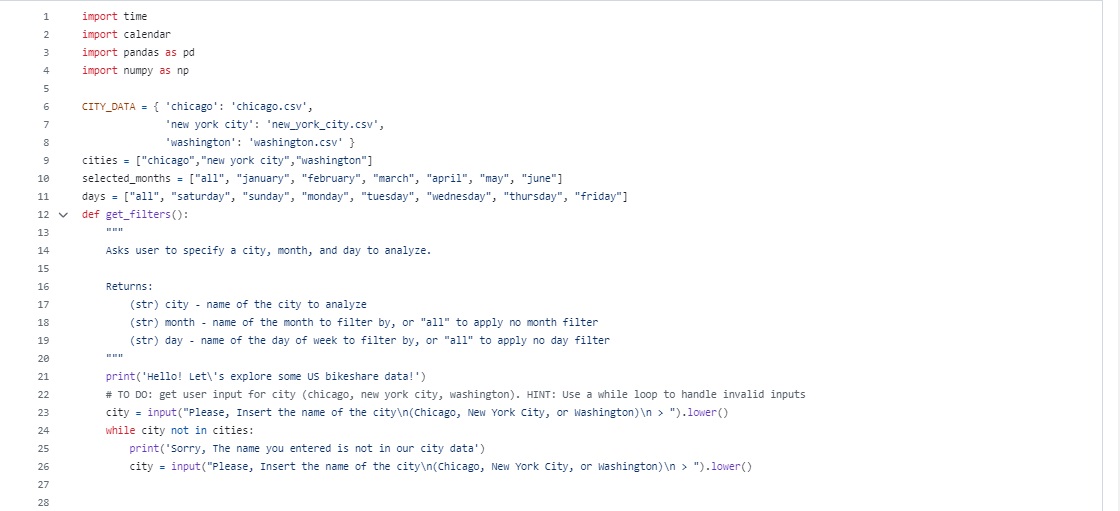 1 import time
2 import calendar
3 import pandas as pd
4 import numpy as np
5
6 CITY_DATA = { 'chicago': 'chicago.csv',
7               'new york city': 'new_york_city.csv',
8               'washington': 'washington.csv' }
9 cities = ["chicago","new york city","washington"]
10 selected_months = ["all", "january", "february", "march", "april", "may", "june"]
11 days = ["all", "saturday", "sunday", "monday", "tuesday", "wednesday", "thursday", "friday"]
12 def get_filters():
13     """
14     Asks user to specify a city, month, and day to analyze.
15
16     Returns:
17         (str) city - name of the city to analyze
18         (str) month - name of the month to filter by, or "all" to apply no month filter
19         (str) day - name of the day of week to filter by, or "all" to apply no day filter
20     """
21     print('Hello! Let\'s explore some US bikeshare data!')
22     # TO DO: get user input for city (chicago, new york city, washington). HINT: Use a while loop to handle invalid inputs
23     city = input("Please, Insert the name of the city\n(Chicago, New York City, or Washington)\n > ").lower()
24     while city not in cities:
25         print('Sorry, The name you entered is not in our city data')
26         city = input("Please, Insert the name of the city\n(Chicago, New York City, or Washington)\n > ").lower()
27
28